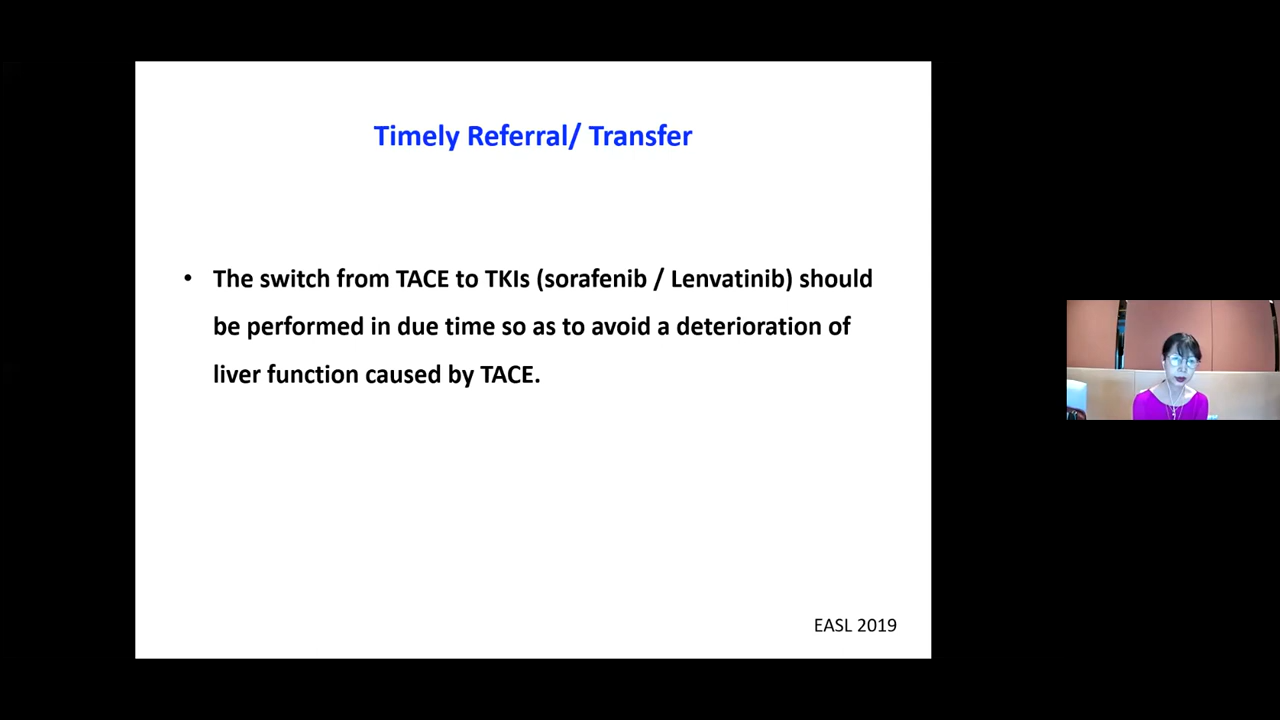 Timely Referral/ Transfer
• The switch from TACE to TKIs (sorafenib / Lenvatinib) should
be performed in due time so as to avoid a deterioration of
liver function caused by TACE.
EASL 2019